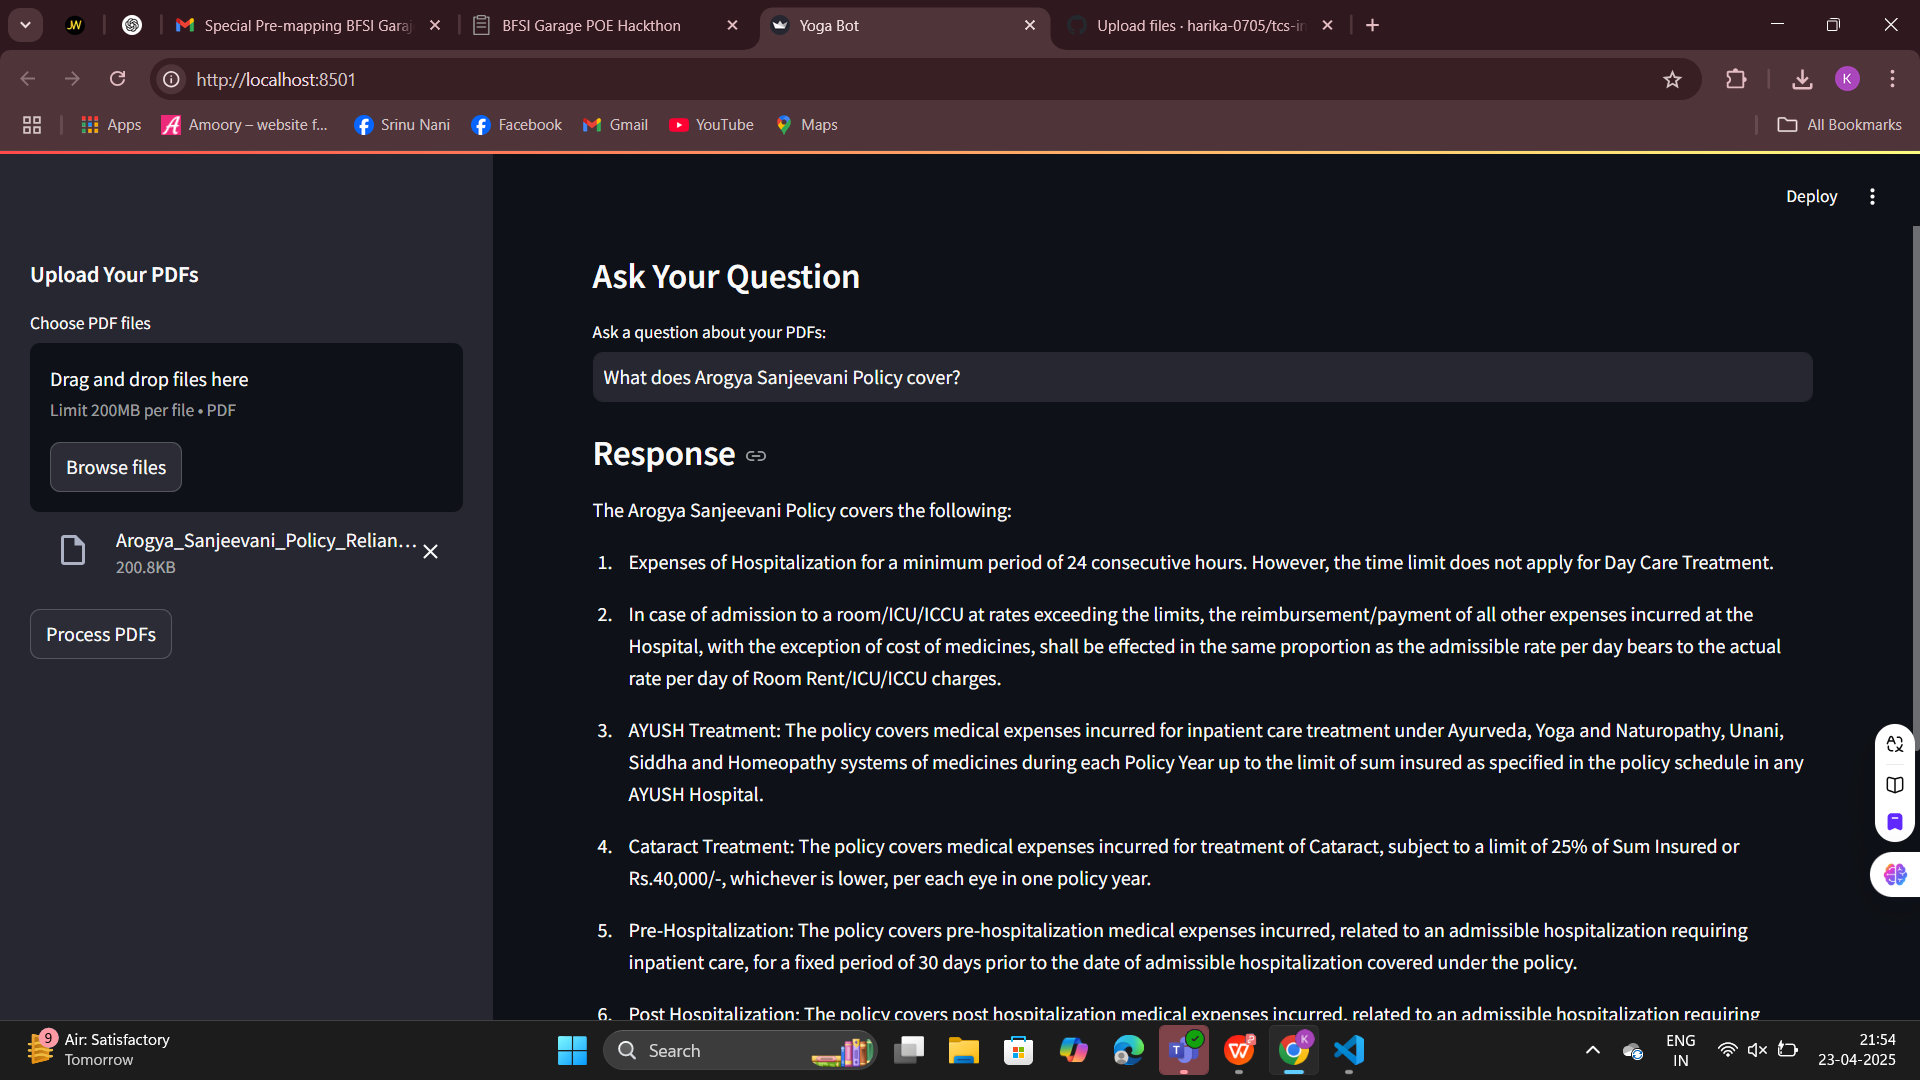 JW
Special Pre-mapping BFSI Garaj
BFSI Garage POE Hackthon
Yoga Bot
Upload files · harika-0705/tcs-in
http://localhost:8501
K
Apps
Amoory – website f...
Srinu Nani
Facebook
Gmail
YouTube
Maps
All Bookmarks
Deploy
Upload Your PDFs
Choose PDF files
Drag and drop files here
Limit 200MB per file • PDF
Browse files
Arogya_Sanjeevani_Policy_Relian...
200.8KB
Process PDFs
Ask Your Question
Ask a question about your PDFs:
What does Arogya Sanjeevani Policy cover?
Response
The Arogya Sanjeevani Policy covers the following:
1. Expenses of Hospitalization for a minimum period of 24 consecutive hours. However, the time limit does not apply for Day Care Treatment.
2. In case of admission to a room/ICU/ICCU at rates exceeding the limits, the reimbursement/payment of all other expenses incurred at the
Hospital, with the exception of cost of medicines, shall be effected in the same proportion as the admissible rate per day bears to the actual
rate per day of Room Rent/ICU/ICCU charges.
3. AYUSH Treatment: The policy covers medical expenses incurred for inpatient care treatment under Ayurveda, Yoga and Naturopathy, Unani,
Siddha and Homeopathy systems of medicines during each Policy Year up to the limit of sum insured as specified in the policy schedule in any
AYUSH Hospital.
4. Cataract Treatment: The policy covers medical expenses incurred for treatment of Cataract, subject to a limit of 25% of Sum Insured or
Rs.40,000/-, whichever is lower, per each eye in one policy year.
5. Pre-Hospitalization: The policy covers pre-hospitalization medical expenses incurred, related to an admissible hospitalization requiring
inpatient care, for a fixed period of 30 days prior to the date of admissible hospitalization covered under the policy.
6. Post Hospitalization: The policy covers post hospitalization medical expenses incurred, related to an admissible hospitalization requiring
9
Air: Satisfactory
Tomorrow
Search
ENG
IN
21:54
23-04-2025